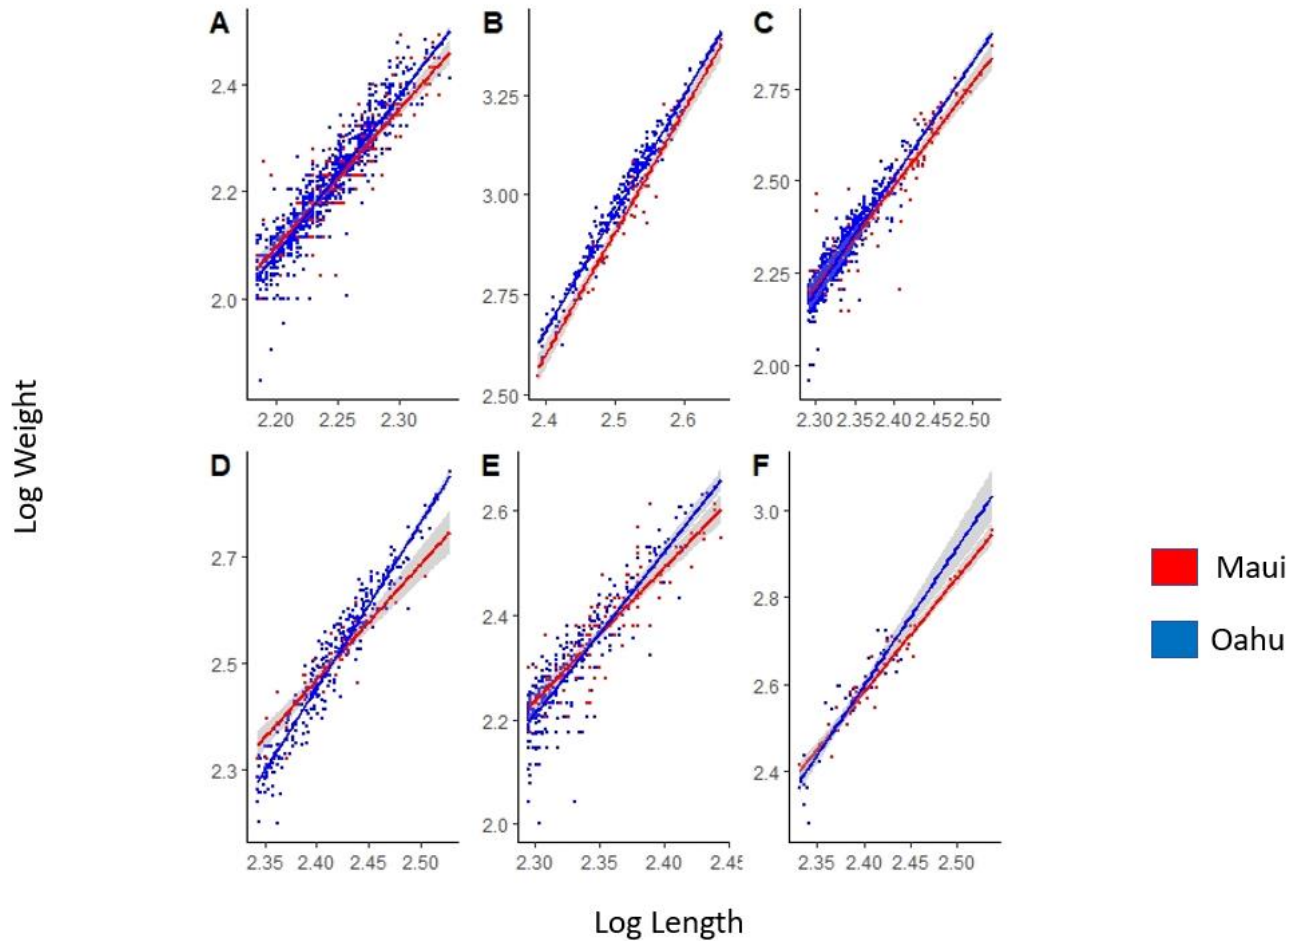 A
B
C
2.4
2.2
2.0
3.25
3.00
2.75
2.50
2.75
2.50
2.25
2.00
2.20 2.25 2.30
2.4 2.5 2.6
2.30 2.35 2.40 2.45 2.50
Log Weight
D
E
F
2.7
2.5
2.3
2.6
2.4
2.2
2.0
3.0
2.8
2.6
2.4
2.35 2.40 2.45 2.50
2.30 2.35 2.40 2.45
2.35 2.40 2.45 2.50
Maui
Oahu
Log Length